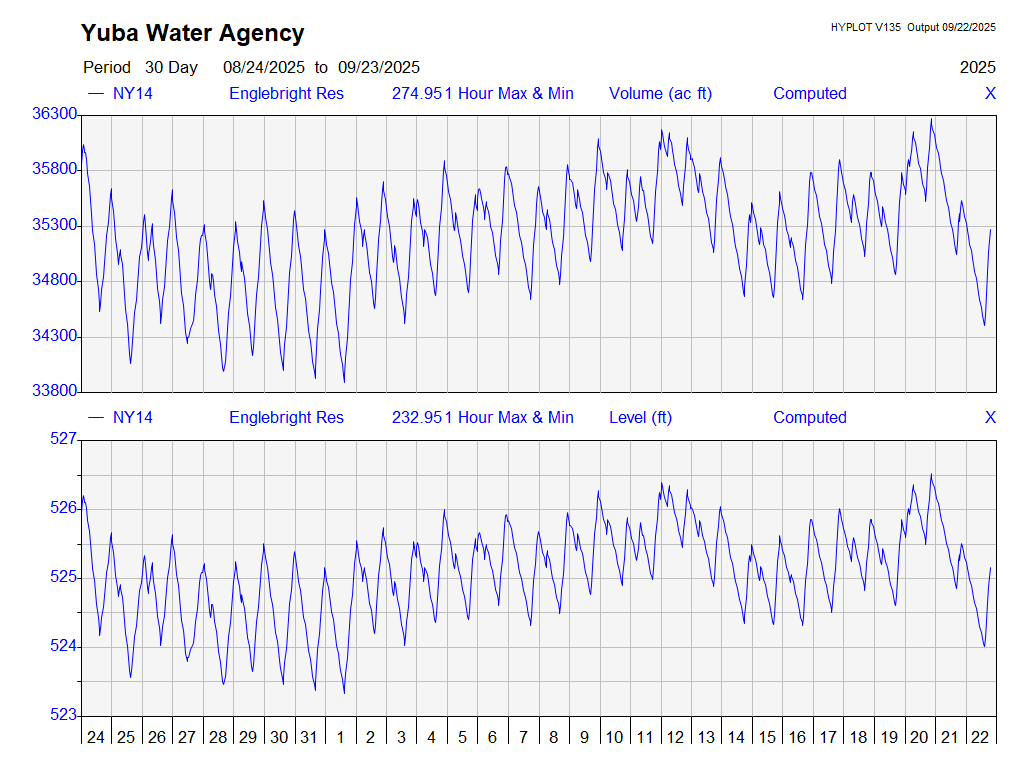 Yuba Water Agency
HYPLOT V135 Output 09/22/2025
Period 30 Day 08/24/2025 to 09/23/2025 2025
NY14 Englebright Res 274.951 Hour Max & Min Volume (ac ft) Computed X
36300
35800
35300
34800
34300
33800
NY14 Englebright Res 232.951 Hour Max & Min Level (ft) Computed X
527
526
525
524
523
24 25 26 27 28 29 30 31 1 2 3 4 5 6 7 8 9 10 11 12 13 14 15 16 17 18 19 20 21 22